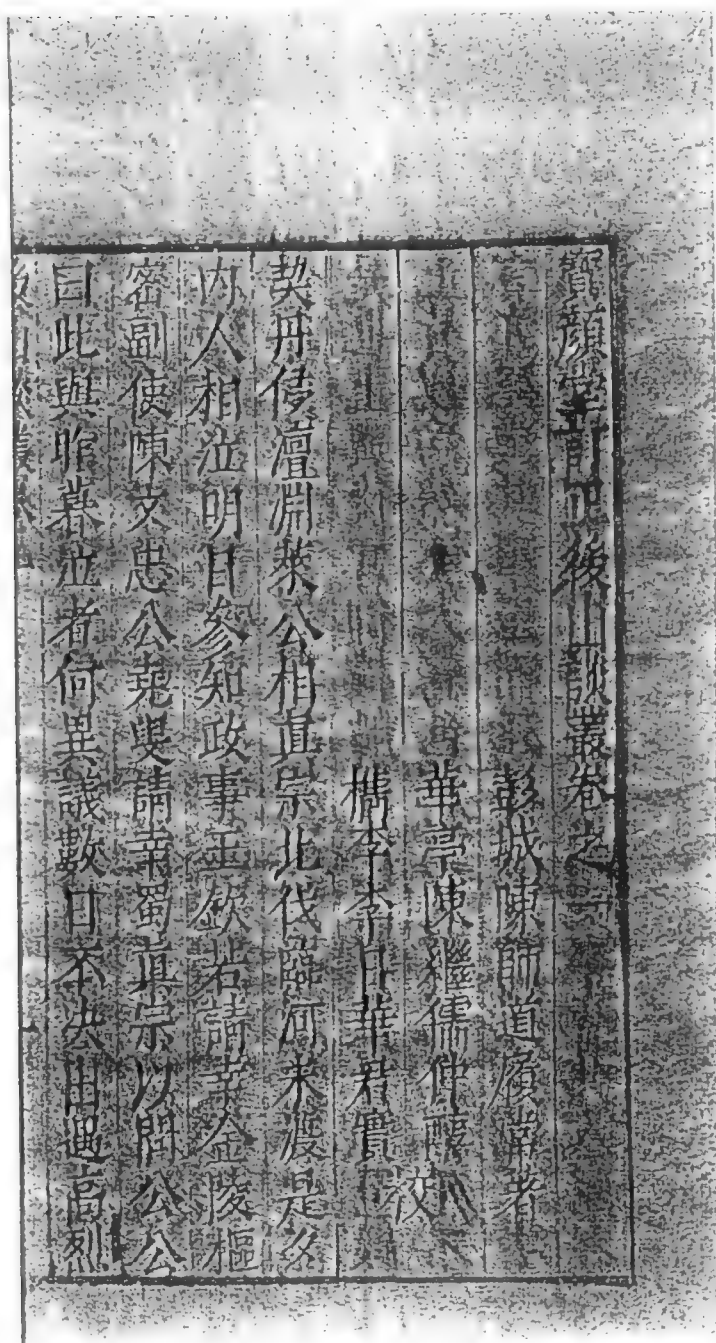 寶顏堂訂正後山談叢卷之一
彭城陳師道履常著
華亭陳繼儒仲醇
檇李李日華君實
校
契丹侵澶淵萊公相真宗北伐臨河未渡是夕
內人相泣明日參知政事王欽若請幸金陵樞
密副使陳文忠公堯叟請幸蜀真宗以問公公
曰此與昨暮泣者何異議數日不決出遇高烈